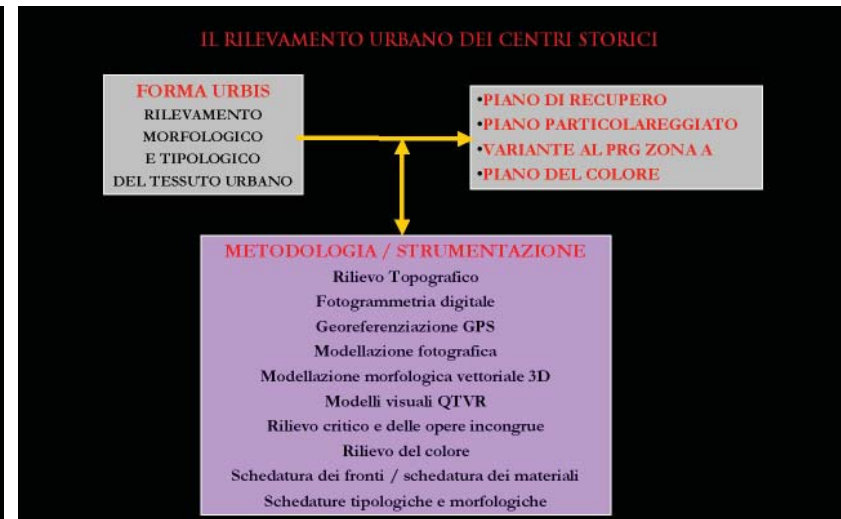 IL RILEVAMENTO URBANO DEI CENTRI STORICI
FORMA URBIS
RILEVAMENTO
MORFOLOGICO
E TIPOLOGICO
DEL TESSUTO URBANO
•PIANO DI RECUPERO
•PIANO PARTICOLAREGGIATO
•VARIANTE AL PRG ZONA A
•PIANO DEL COLORE
METODOLOGIA / STRUMENTAZIONE
Rilievo Topografico
Fotogrammetria digitale
Georeferenziazione GPS
Modellazione fotografica
Modellazione morfologica vettoriale 3D
Modelli visuali QTVR
Rilievo critico e delle opere incongrue
Rilievo del colore
Schedatura dei fronti / schedatura dei materiali
Schedature tipologiche e morfologiche